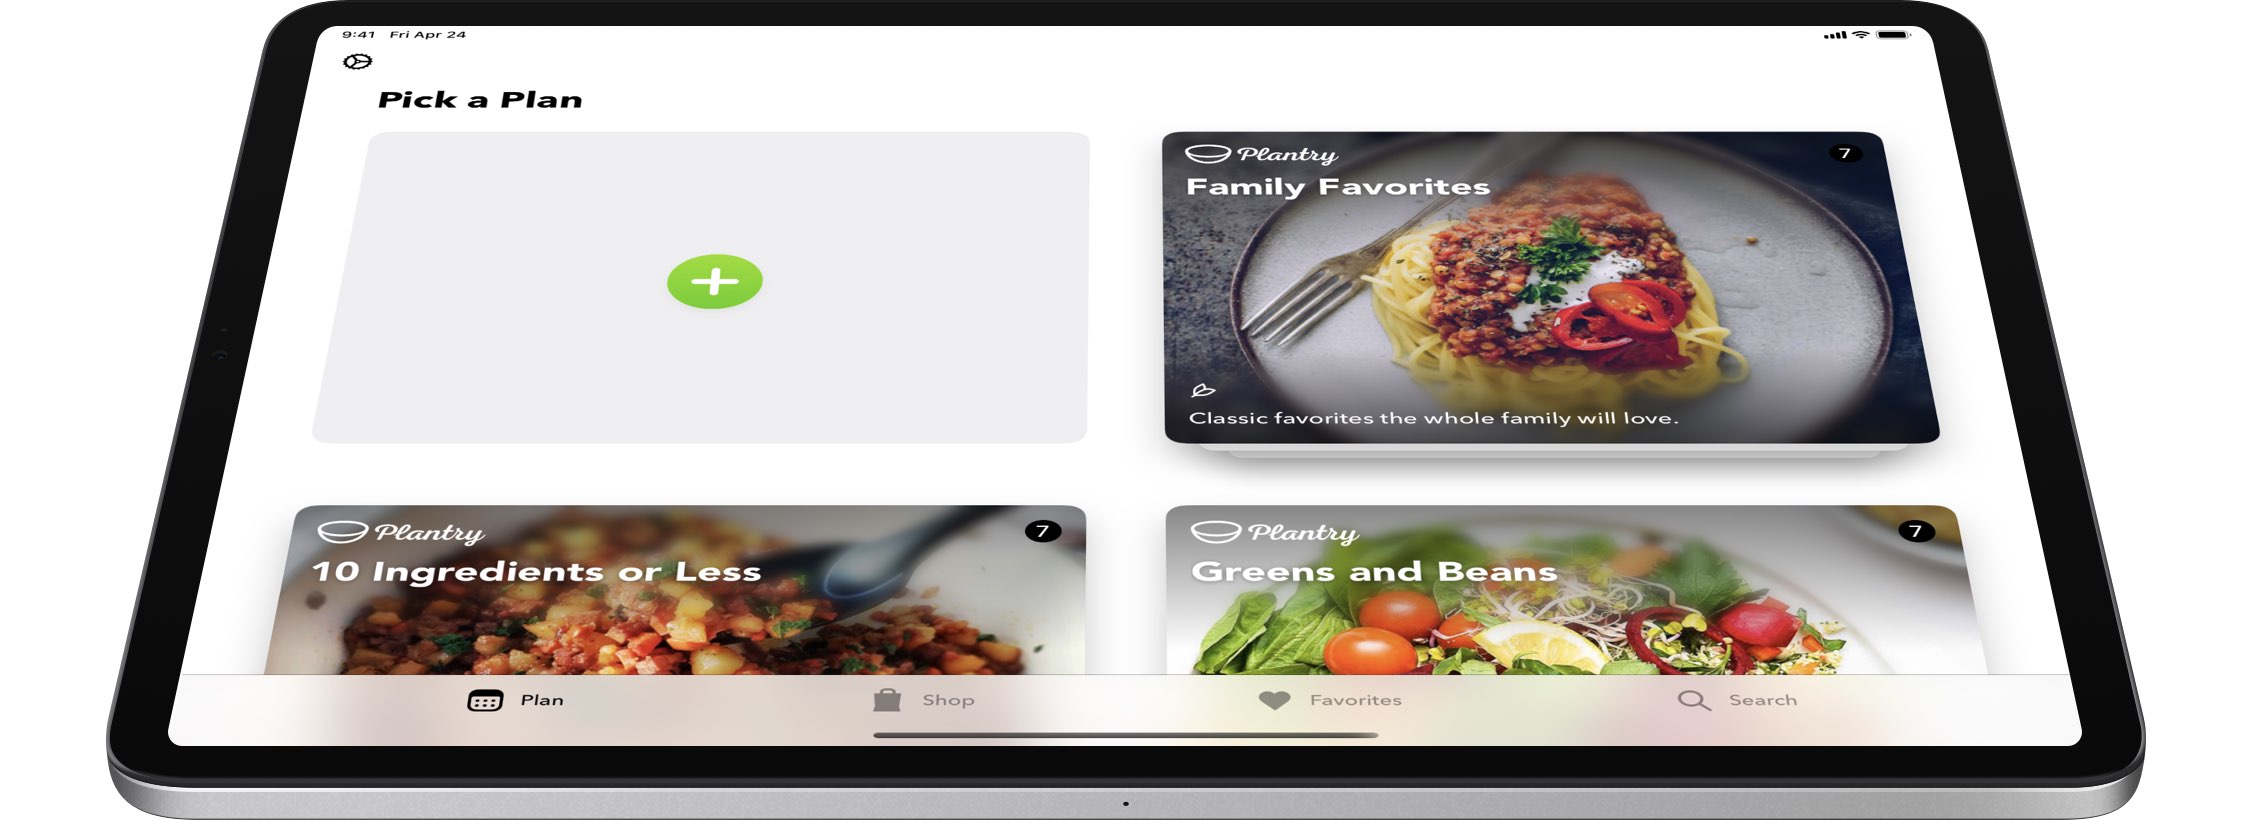 9:41 Fri Apr 24
Pick a Plan
Plantry
7
Family Favorites
Classic favorites the whole family will love.
Plantry
7
10 Ingredients or Less
Plantry
7
Greens and Beans
Plan
Shop
Favorites
Search